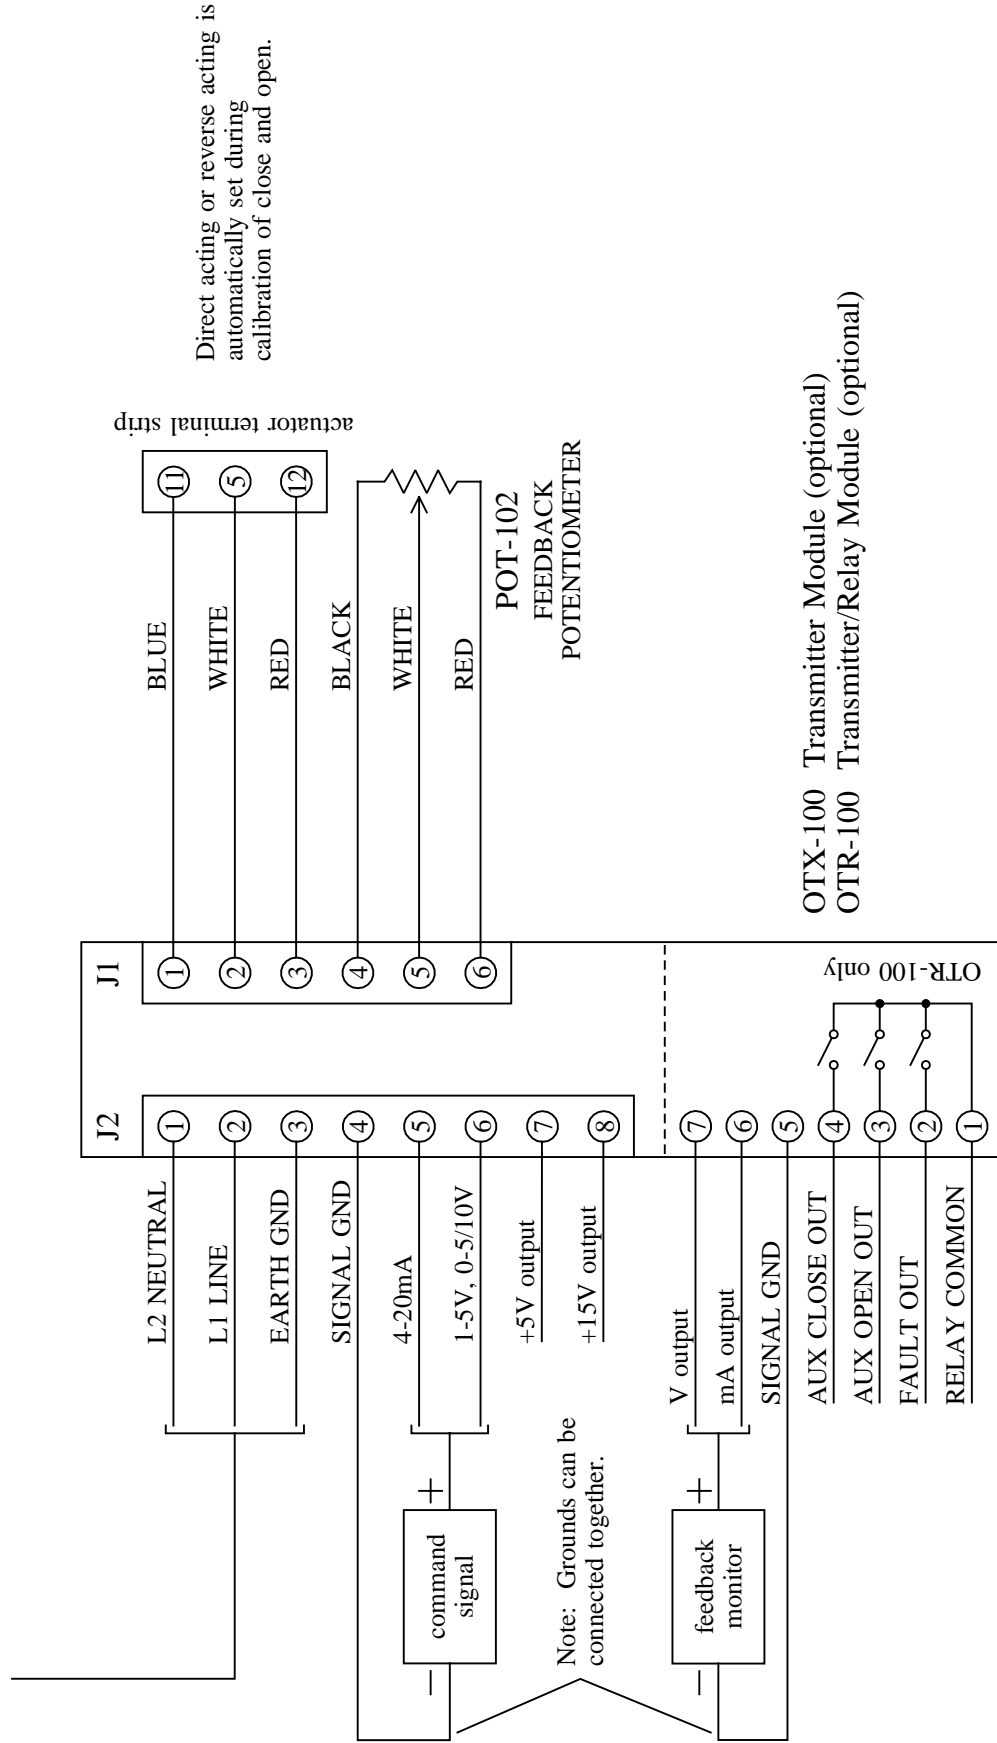 Direct acting or reverse acting is
automatically set during
calibration of close and open.
actuator terminal strip
11
5
12
BLUE
WHITE
RED
BLACK
WHITE
RED
POT-102
FEEDBACK
POTENTIOMETER
J1
1
2
3
4
5
6
J2
1
2
3
4
5
6
7
8
L2 NEUTRAL
L1 LINE
EARTH GND
SIGNAL GND
4-20mA
1-5V, 0-5/10V
+5V output
+15V output
+
command
signal
−
Note: Grounds can be
connected together.
OTX-100 Transmitter Module (optional)
OTR-100 Transmitter/Relay Module (optional)
OTR-100 only
7
6
5
4
3
2
1
V output
mA output
SIGNAL GND
AUX CLOSE OUT
AUX OPEN OUT
FAULT OUT
RELAY COMMON
+
feedback
monitor
−